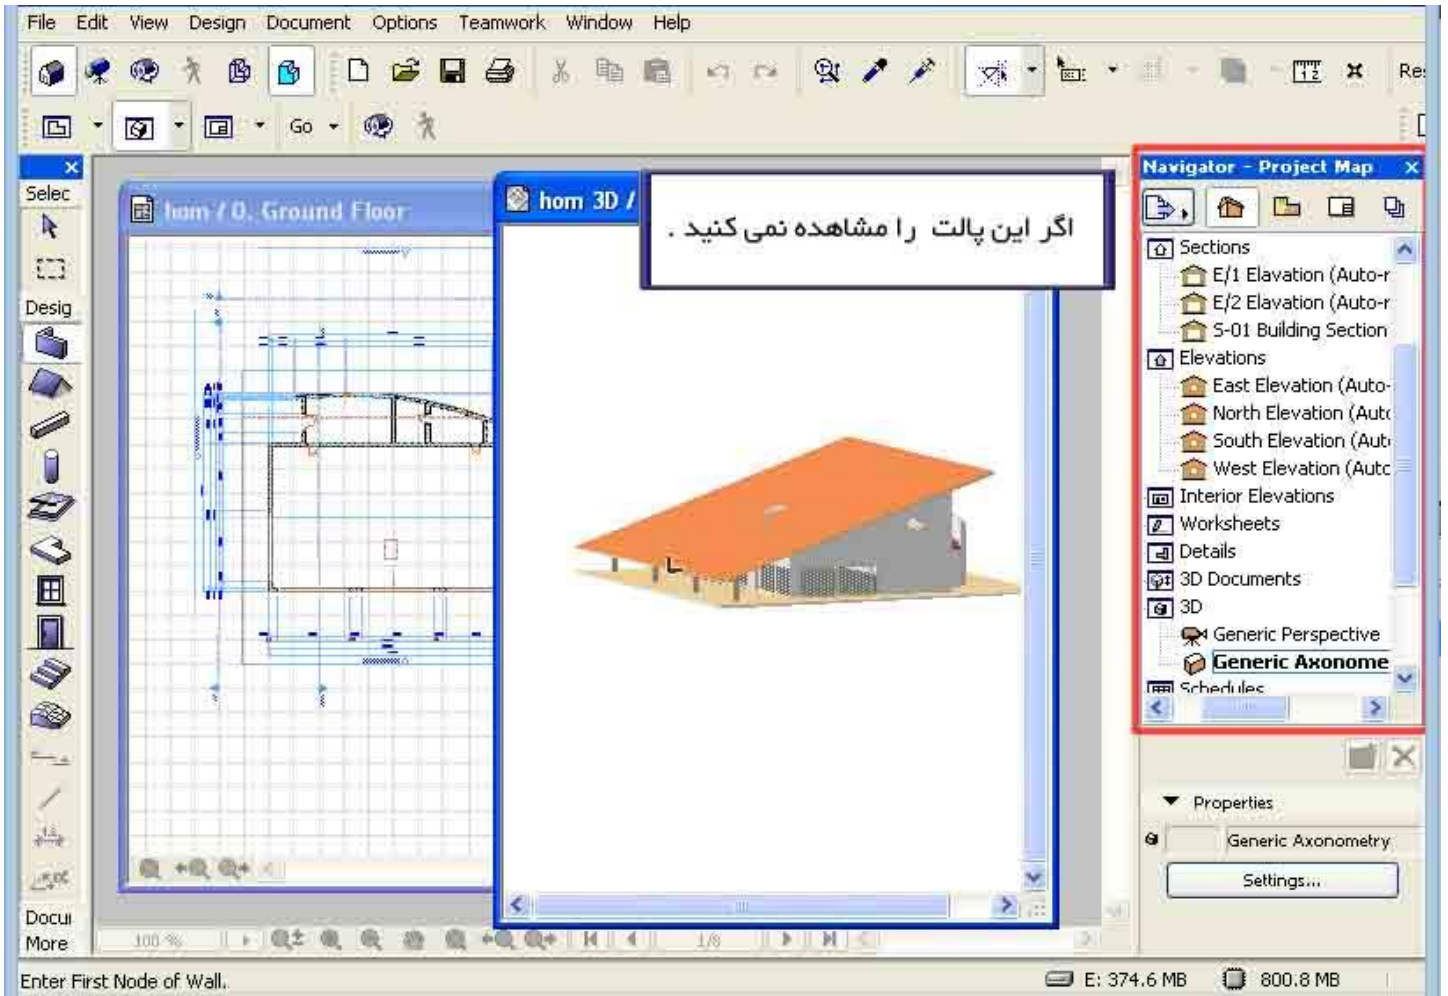 File Edit View Design Document Options Teamwork Window Help
Go
Selec
Desig
Docui
More
hom / 0. Ground Floor
hom 3D /
اگر این پالت را مشاهده نمی کنید .
Navigator - Project Map
Sections
E/1 Elavation (Auto-r
E/2 Elavation (Auto-r
S-01 Building Section
Elevations
East Elevation (Auto-
North Elevation (Auto
South Elevation (Aut
West Elevation (Autc
Interior Elevations
Worksheets
Details
3D Documents
3D
Generic Perspective
Generic Axonome
Schedules
Properties
Generic Axonometry
Settings...
100 %
1/8
Enter First Node of Wall.
E: 374.6 MB
800.8 MB